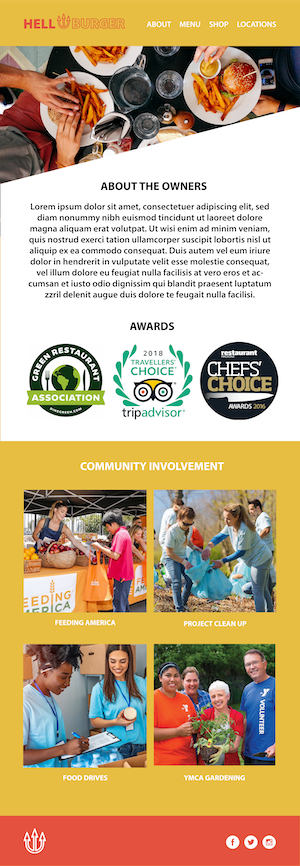 HELL BURGER
ABOUT MENU SHOP LOCATIONS
ABOUT THE OWNERS
Lorem ipsum dolor sit amet, consectetuer adipiscing elit, sed
diam nonummy nibh euismod tincidunt ut laoreet dolore
magna aliquam erat volutpat. Ut wisi enim ad minim veniam,
quis nostrud exerci tation ullamcorper suscipit lobortis nisl ut
aliquip ex ea commodo consequat. Duis autem vel eum iriure
dolor in hendrerit in vulputate velit esse molestie consequat,
vel illum dolore eu feugiat nulla facilisis at vero eros et ac-
cumsan et iusto odio dignissim qui blandit praesent luptatum
zzril delenit augue duis dolore te feugait nulla facilisi.
AWARDS
GREEN RESTAURANT
ASSOCIATION
DINEGREEN.COM
2018
TRAVELLERS'
CHOICE
tripadvisor
restaurant
CHEFS'
CHOICE
AWARDS 2016
COMMUNITY INVOLVEMENT
FEEDING
AMERICA
FEEDING AMERICA
PROJECT CLEAN UP
VOLUNTEER
FOOD DRIVES
YMCA GARDENING